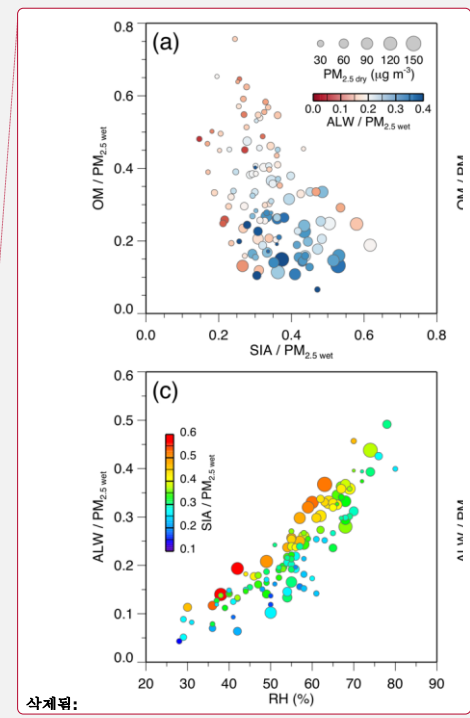 (a)
30 60 90 120 150
PM2.5 dry (μg m-3)
0.0 0.1 0.2 0.3 0.4
ALW / PM2.5 wet
0.8
0.6
0.4
0.2
0.0
OM / PM2.5 wet
0.0 0.2 0.4 0.6 0.8
SIA / PM2.5 wet
OM / PM
(c)
0.6
0.5
0.4
0.3
0.2
0.1
0.0
ALW / PM2.5 wet
0.6
0.5
0.4
0.3
0.2
0.1
SIA / PM2.5 wet
20 30 40 50 60 70 80 90
RH (%)
ALW / PM
삭제됨: